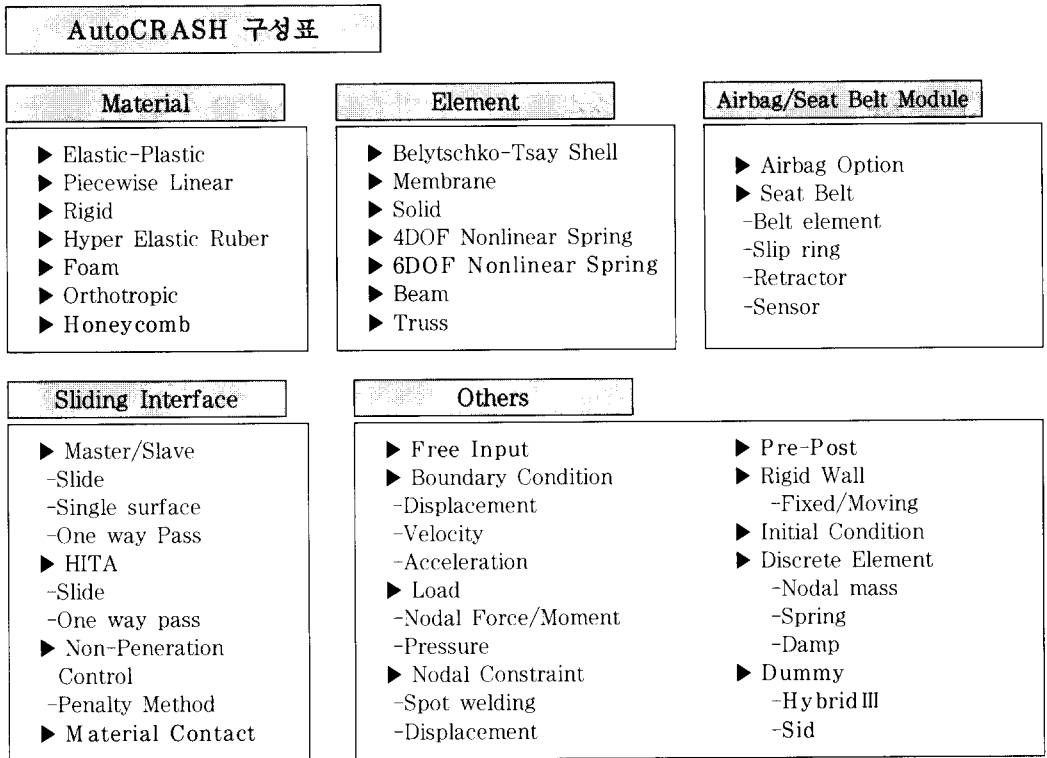 AutoCRASH 구성표
Material
▶ Elastic-Plastic
▶ Piecewise Linear
▶ Rigid
▶ Hyper Elastic Ruber
▶ Foam
▶ Orthotropic
▶ Honeycomb
Element
▶ Belytschko-Tsay Shell
▶ Membrane
▶ Solid
▶ 4DOF Nonlinear Spring
▶ 6DOF Nonlinear Spring
▶ Beam
▶ Truss
Airbag/Seat Belt Module
▶ Airbag Option
▶ Seat Belt
-Belt element
-Slip ring
-Retractor
-Sensor
Sliding Interface
▶ Master/Slave
-Slide
-Single surface
-One way Pass
▶ HITA
-Slide
-One way pass
▶ Non-Peneration
Control
-Penalty Method
▶ Material Contact
Others
▶ Free Input
▶ Boundary Condition
-Displacement
-Velocity
-Acceleration
▶ Load
-Nodal Force/Moment
-Pressure
▶ Nodal Constraint
-Spot welding
-Displacement
▶ Pre-Post
▶ Rigid Wall
-Fixed/Moving
▶ Initial Condition
▶ Discrete Element
-Nodal mass
-Spring
-Damp
▶ Dummy
-HybridⅢ
-Sid